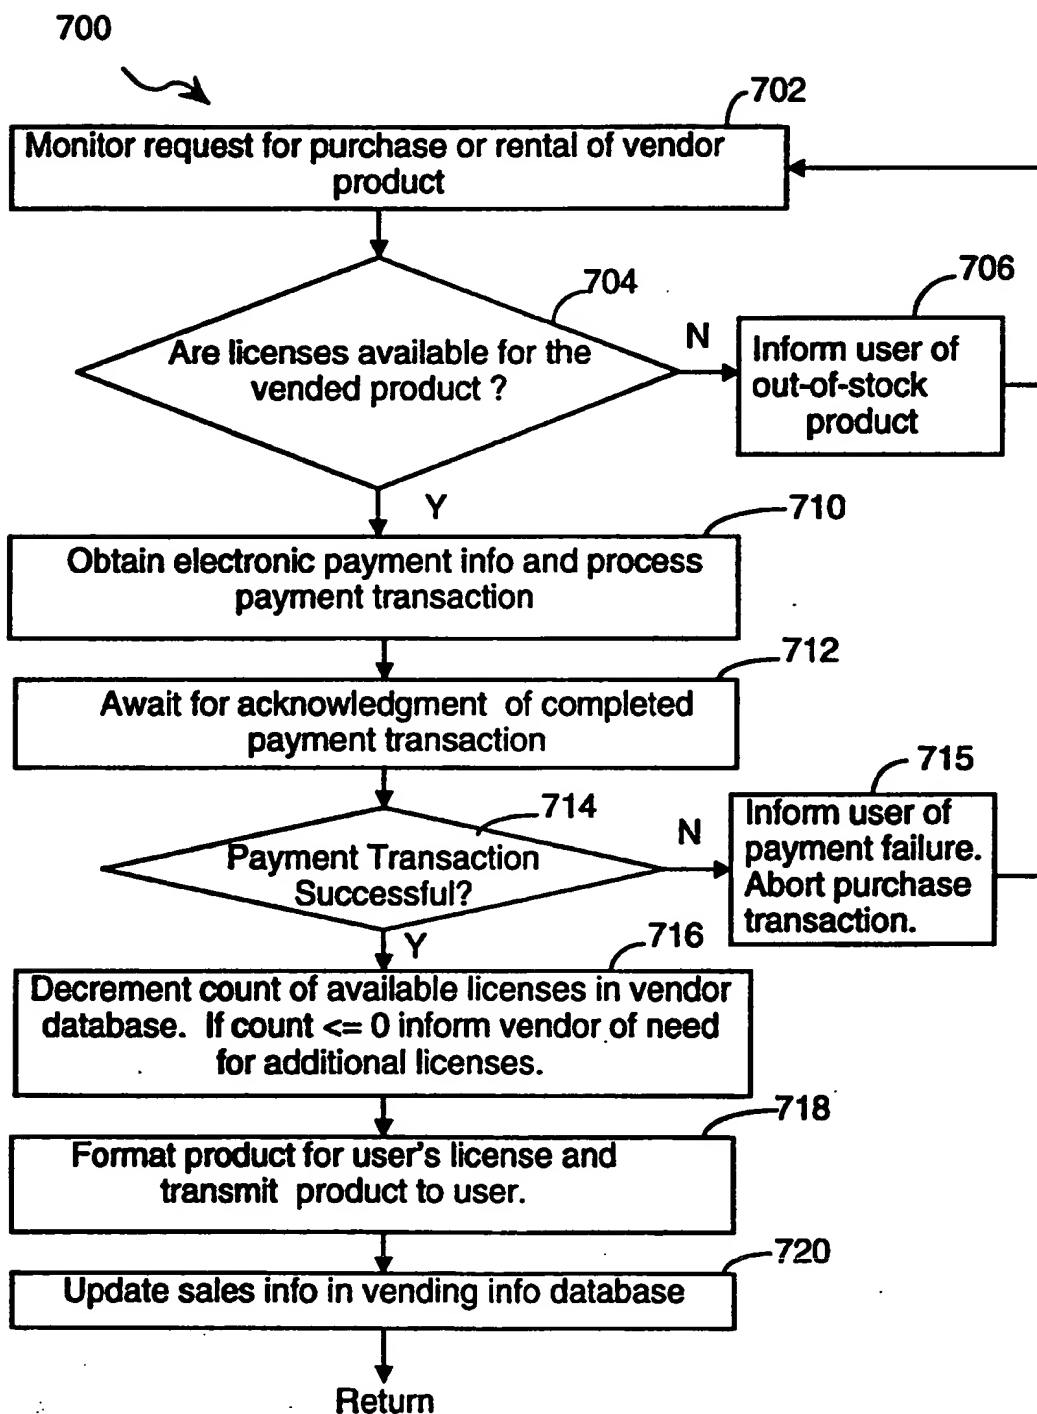 700
702
Monitor request for purchase or rental of vendor
product
704
Are licenses available for the
vended product ?
N
706
Inform user of
out-of-stock
product
Y
710
Obtain electronic payment info and process
payment transaction
712
Await for acknowledgment of completed
payment transaction
714
Payment Transaction
Successful?
N
715
Inform user of
payment failure.
Abort purchase
transaction.
Y
716
Decrement count of available licenses in vendor
database. If count <= 0 inform vendor of need
for additional licenses.
718
Format product for user's license and
transmit product to user.
720
Update sales info in vending info database
Return